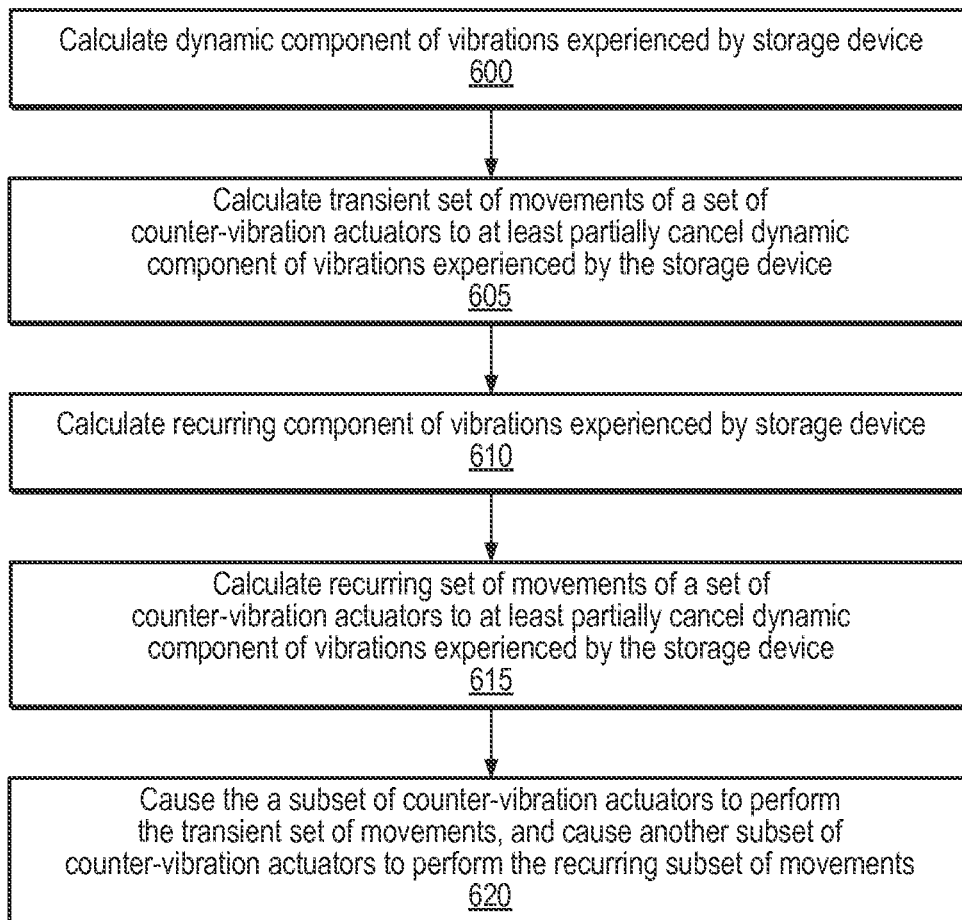 Calculate dynamic component of vibrations experienced by storage device
600
Calculate transient set of movements of a set of
counter-vibration actuators to at least partially cancel dynamic
component of vibrations experienced by the storage device
605
Calculate recurring component of vibrations experienced by storage device
610
Calculate recurring set of movements of a set of
counter-vibration actuators to at least partially cancel dynamic
component of vibrations experienced by the storage device
615
Cause the a subset of counter-vibration actuators to perform
the transient set of movements, and cause another subset of
counter-vibration actuators to perform the recurring subset of movements
620